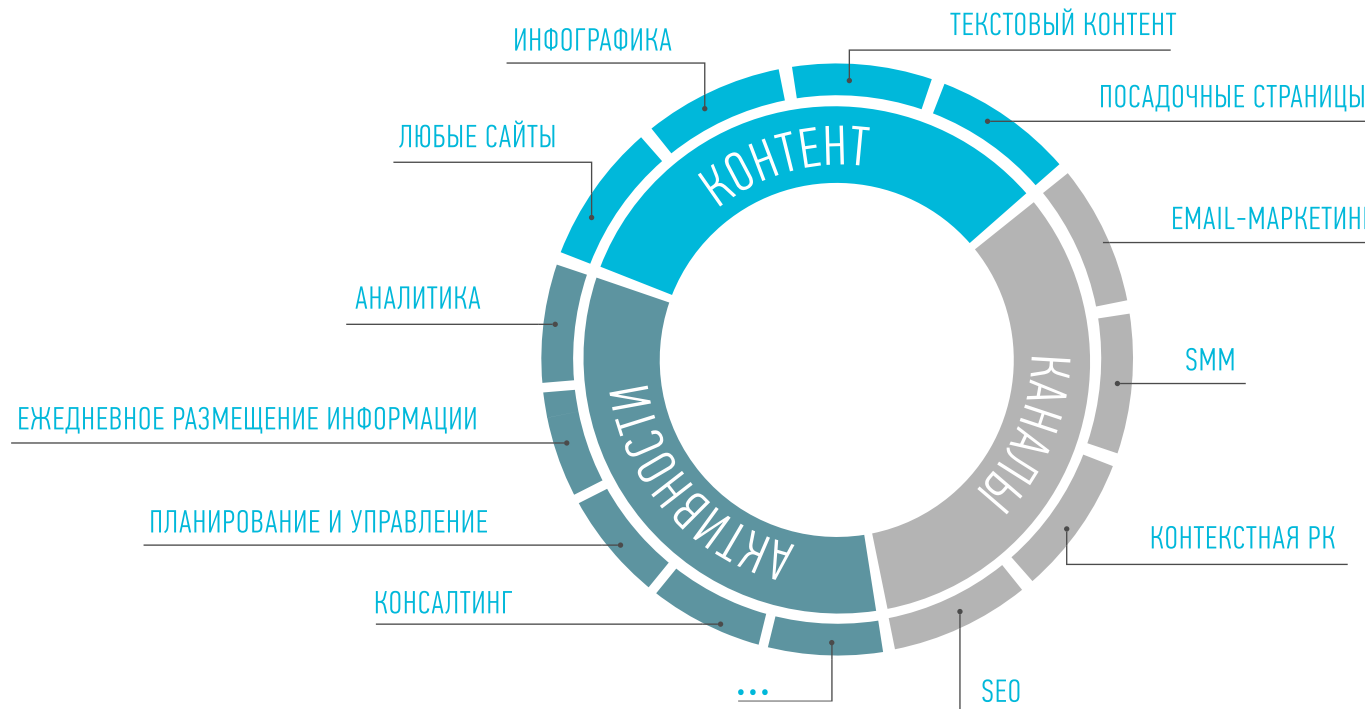 ТЕКСТОВЫЙ КОНТЕНТ
ИНФОГРАФИКА
ПОСАДОЧНЫЕ СТРАНИЦЫ
ЛЮБЫЕ САЙТЫ
КОНТЕНТ
EMAIL-МАРКЕТИНГ
АНАЛИТИКА
SMM
КАНАЛЫ
АКТИВНОСТИ
ЕЖЕДНЕВНОЕ РАЗМЕЩЕНИЕ ИНФОРМАЦИИ
ПЛАНИРОВАНИЕ И УПРАВЛЕНИЕ
КОНТЕКСТНАЯ РК
КОНСАЛТИНГ
...
SEO